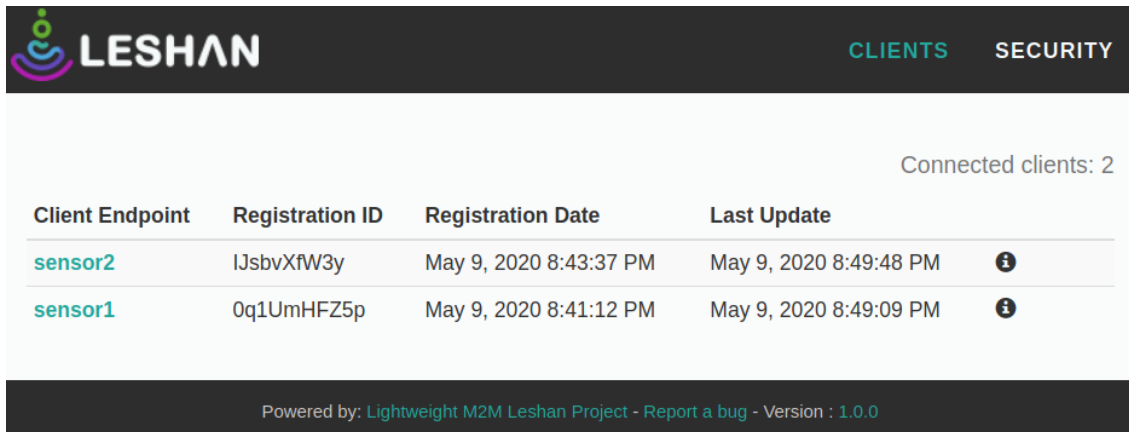 LESHAN CLIENTS SECURITY
Connected clients: 2
Client Endpoint Registration ID Registration Date Last Update
sensor2 IJsbvXfW3y May 9, 2020 8:43:37 PM May 9, 2020 8:49:48 PM
sensor1 0q1UmHFZ5p May 9, 2020 8:41:12 PM May 9, 2020 8:49:09 PM
Powered by: Lightweight M2M Leshan Project - Report a bug - Version : 1.0.0